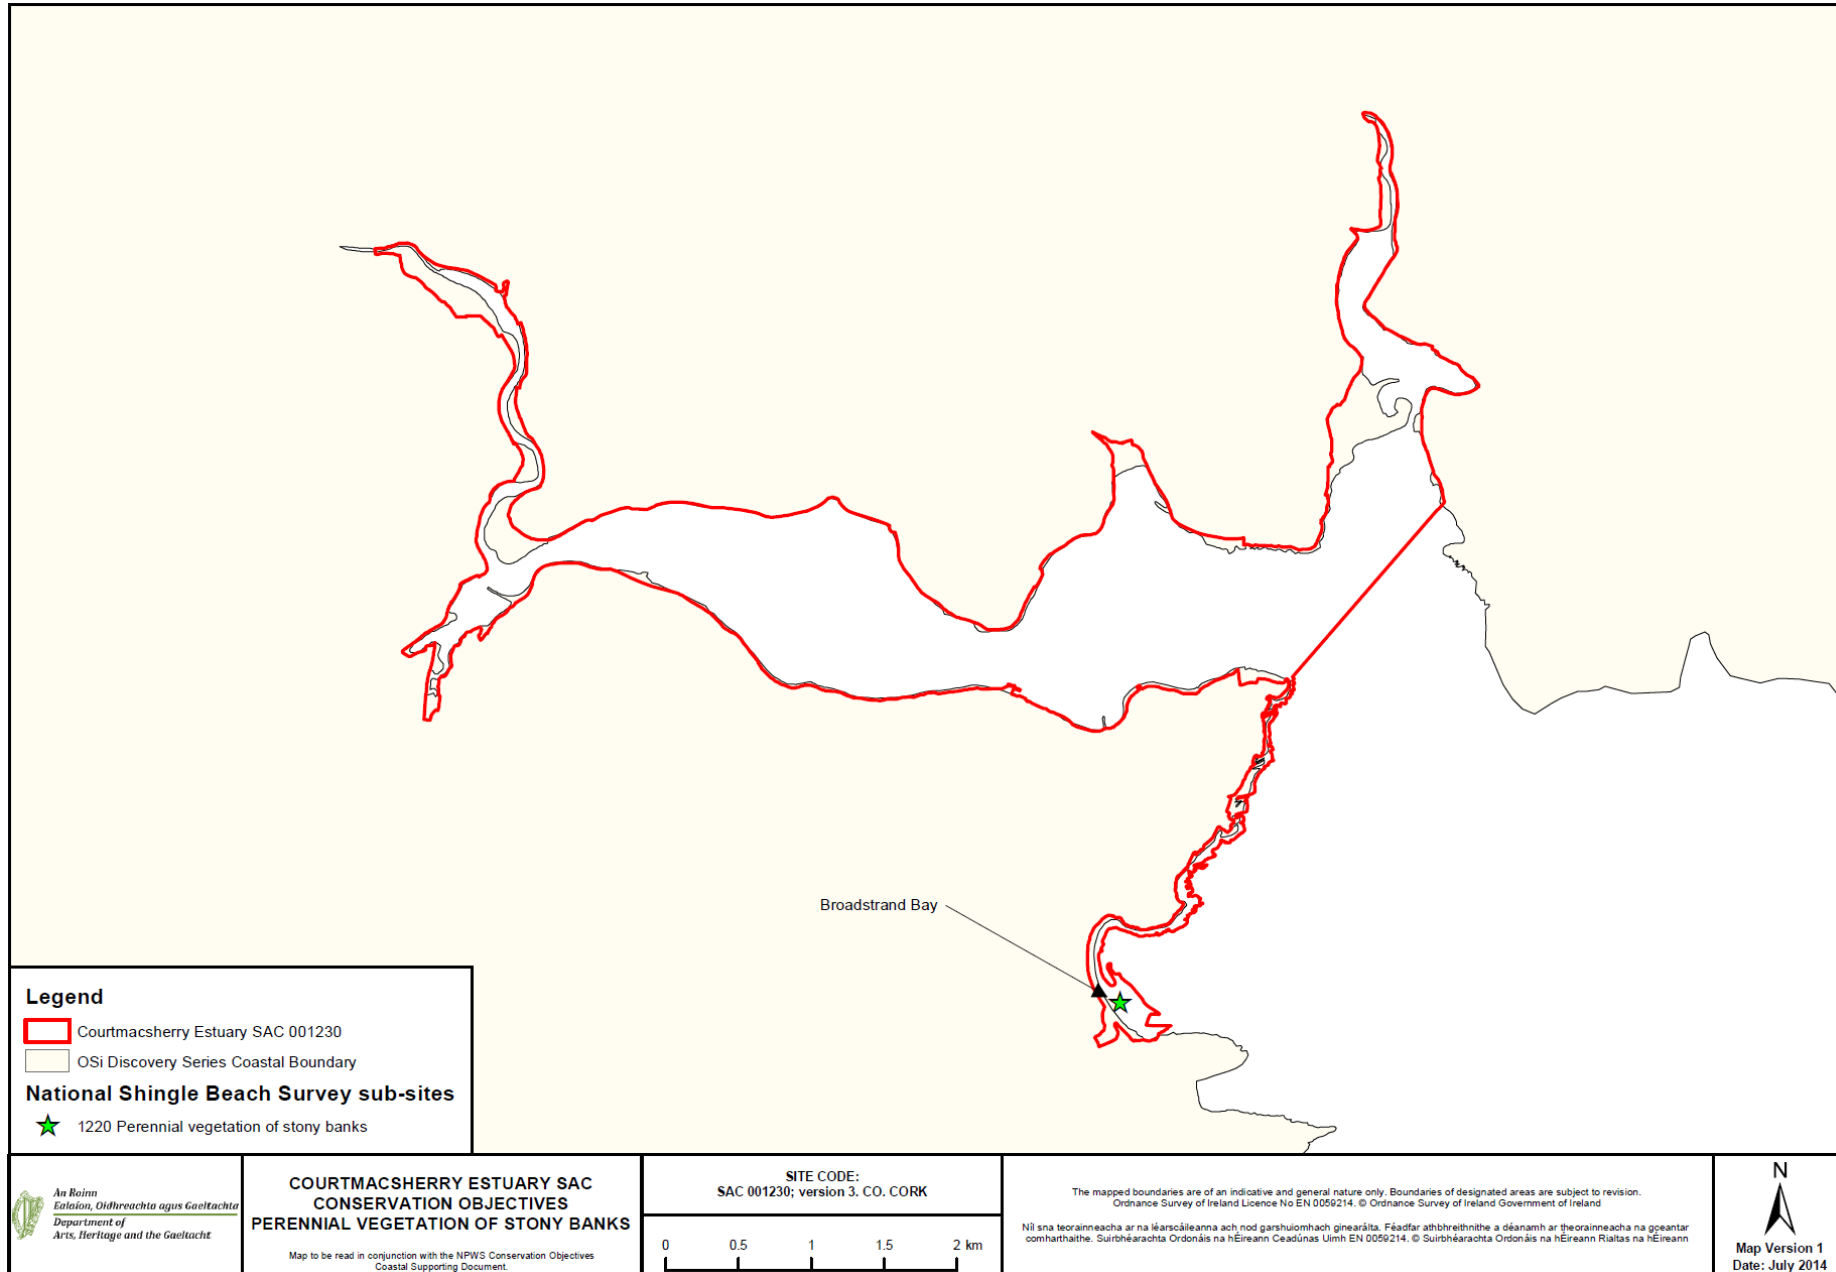 Broadstrand Bay
Legend
Courtmacsherry Estuary SAC 001230
OSi Discovery Series Coastal Boundary
National Shingle Beach Survey sub-sites
1220 Perennial vegetation of stony banks
An Roinn
Ealaíon, Oidhreachta agus Gaeltachta
Department of
Arts, Heritage and the Gaeltacht
COURTMACSHERRY ESTUARY SAC
CONSERVATION OBJECTIVES
PERENNIAL VEGETATION OF STONY BANKS
Map to be read in conjunction with the NPWS Conservation Objectives
Coastal Supporting Document.
SITE CODE:
SAC 001230; version 3. CO. CORK
0 0.5 1 1.5 2 km
The mapped boundaries are of an indicative and general nature only. Boundaries of designated areas are subject to revision.
Ordnance Survey of Ireland Licence No EN 0059214. © Ordnance Survey of Ireland Government of Ireland
Níl sna teorainneacha ar na léarscáileanna ach nod garshuiomhach ginearálta. Féadfar athbhreithnithe a déanamh ar theorainneacha na gceantar
comharthaithe. Suirbhéarachta Ordonáis na hÉireann Ceadúnas Uimh EN 0059214. © Suirbhéarachta Ordonáis na hÉireann Rialtas na hÉireann
N
Map Version 1
Date: July 2014